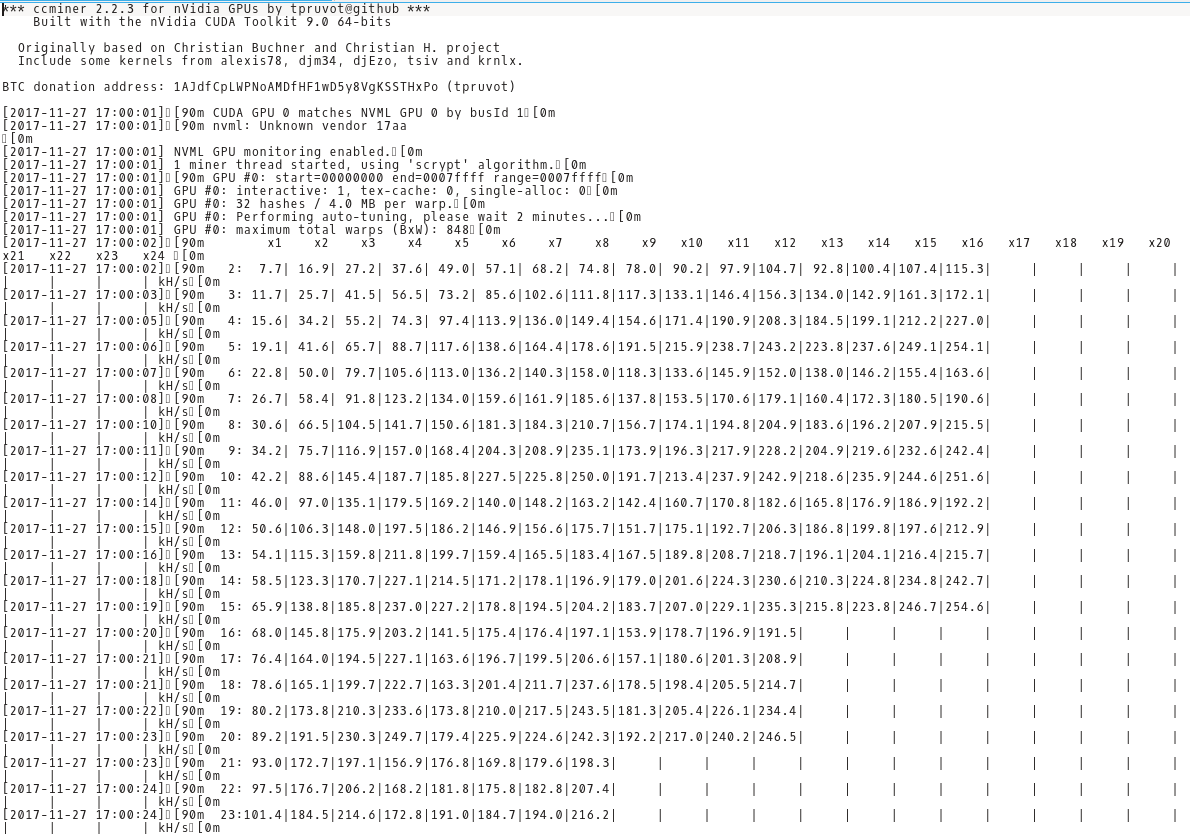 *** ccminer 2.2.3 for nVidia GPUs by tpruvot@github ***
    Built with the nVidia CUDA Toolkit 9.0 64-bits

  Originally based on Christian Buchner and Christian H. project
  Include some kernels from alexis78, djm34, djEzo, tsiv and krnlx.

BTC donation address: 1AJdfCpLWPNoAMDfHF1wD5y8VgKSSTHxPo (tpruvot)

[2017-11-27 17:00:01]▯[90m CUDA GPU 0 matches NVML GPU 0 by busId 1▯[0m
[2017-11-27 17:00:01]▯[90m nvml: Unknown vendor 17aa
▯[0m
[2017-11-27 17:00:01] NVML GPU monitoring enabled.▯[0m
[2017-11-27 17:00:01] 1 miner thread started, using 'scrypt' algorithm.▯[0m
[2017-11-27 17:00:01]▯[90m GPU #0: start=00000000 end=0007ffff range=0007ffff▯[0m
[2017-11-27 17:00:01] GPU #0: interactive: 1, tex-cache: 0, single-alloc: 0▯[0m
[2017-11-27 17:00:01] GPU #0: 32 hashes / 4.0 MB per warp.▯[0m
[2017-11-27 17:00:01] GPU #0: Performing auto-tuning, please wait 2 minutes...▯[0m
[2017-11-27 17:00:01] GPU #0: maximum total warps (BxW): 848▯[0m
[2017-11-27 17:00:02]▯[90m        x1    x2    x3    x4    x5    x6    x7    x8    x9   x10   x11   x12   x13   x14   x15   x16   x17   x18   x19   x20
x21   x22   x23   x24 ▯[0m
[2017-11-27 17:00:02]▯[90m   2:  7.7| 16.9| 27.2| 37.6| 49.0| 57.1| 68.2| 74.8| 78.0| 90.2| 97.9|104.7| 92.8|100.4|107.4|115.3|     |     |     |     |
|     |     |     | kH/s▯[0m
[2017-11-27 17:00:03]▯[90m   3: 11.7| 25.7| 41.5| 56.5| 73.2| 85.6|102.6|111.8|117.3|133.1|146.4|156.3|134.0|142.9|161.3|172.1|     |     |     |     |
|     |     |     | kH/s▯[0m
[2017-11-27 17:00:05]▯[90m   4: 15.6| 34.2| 55.2| 74.3| 97.4|113.9|136.0|149.4|154.6|171.4|190.9|208.3|184.5|199.1|212.2|227.0|     |     |     |     |
|     |     |     | kH/s▯[0m
[2017-11-27 17:00:06]▯[90m   5: 19.1| 41.6| 65.7| 88.7|117.6|138.6|164.4|178.6|191.5|215.9|238.7|243.2|223.8|237.6|249.1|254.1|     |     |     |     |
|     |     |     | kH/s▯[0m
[2017-11-27 17:00:07]▯[90m   6: 22.8| 50.0| 79.7|105.6|113.0|136.2|140.3|158.0|118.3|133.6|145.9|152.0|138.0|146.2|155.4|163.6|     |     |     |     |
|     |     |     | kH/s▯[0m
[2017-11-27 17:00:08]▯[90m   7: 26.7| 58.4| 91.8|123.2|134.0|159.6|161.9|185.6|137.8|153.5|170.6|179.1|160.4|172.3|180.5|190.6|     |     |     |     |
|     |     |     | kH/s▯[0m
[2017-11-27 17:00:10]▯[90m   8: 30.6| 66.5|104.5|141.7|150.6|181.3|184.3|210.7|156.7|174.1|194.8|204.9|183.6|196.2|207.9|215.5|     |     |     |     |
|     |     |     | kH/s▯[0m
[2017-11-27 17:00:11]▯[90m   9: 34.2| 75.7|116.9|157.0|168.4|204.3|208.9|235.1|173.9|196.3|217.9|228.2|204.9|219.6|232.6|242.4|     |     |     |     |
|     |     |     | kH/s▯[0m
[2017-11-27 17:00:12]▯[90m  10: 42.2| 88.6|145.4|187.7|185.8|227.5|225.8|250.0|191.7|213.4|237.9|242.9|218.6|235.9|244.6|251.6|     |     |     |     |
|     |     |     | kH/s▯[0m
[2017-11-27 17:00:14]▯[90m  11: 46.0| 97.0|135.1|179.5|169.2|140.0|148.2|163.2|142.4|160.7|170.8|182.6|165.8|176.9|186.9|192.2|     |     |     |     |
|     |     |     | kH/s▯[0m
[2017-11-27 17:00:15]▯[90m  12: 50.6|106.3|148.0|197.5|186.2|146.9|156.6|175.7|151.7|175.1|192.7|206.3|186.8|199.8|197.6|212.9|     |     |     |     |
|     |     |     | kH/s▯[0m
[2017-11-27 17:00:16]▯[90m  13: 54.1|115.3|159.8|211.8|199.7|159.4|165.5|183.4|167.5|189.8|208.7|218.7|196.1|204.1|216.4|215.7|     |     |     |     |
|     |     |     | kH/s▯[0m
[2017-11-27 17:00:18]▯[90m  14: 58.5|123.3|170.7|227.1|214.5|171.2|178.1|196.9|179.0|201.6|224.3|230.6|210.3|224.8|234.8|242.7|     |     |     |     |
|     |     |     | kH/s▯[0m
[2017-11-27 17:00:19]▯[90m  15: 65.9|138.8|185.8|237.0|227.2|178.8|194.5|204.2|183.7|207.0|229.1|235.3|215.8|223.8|246.7|254.6|     |     |     |     |
|     |     |     | kH/s▯[0m
[2017-11-27 17:00:20]▯[90m  16: 68.0|145.8|175.9|203.2|141.5|175.4|176.4|197.1|153.9|178.7|196.9|191.5|     |     |     |     |     |     |     |     |
|     |     |     | kH/s▯[0m
[2017-11-27 17:00:21]▯[90m  17: 76.4|164.0|194.5|227.1|163.6|196.7|199.5|206.6|157.1|180.6|201.3|208.9|     |     |     |     |     |     |     |     |
|     |     |     | kH/s▯[0m
[2017-11-27 17:00:21]▯[90m  18: 78.6|165.1|199.7|222.7|163.3|201.4|211.7|237.6|178.5|198.4|205.5|214.7|     |     |     |     |     |     |     |     |
|     |     |     | kH/s▯[0m
[2017-11-27 17:00:22]▯[90m  19: 80.2|173.8|210.3|233.6|173.8|210.0|217.5|243.5|181.3|205.4|226.1|234.4|     |     |     |     |     |     |     |     |
|     |     |     | kH/s▯[0m
[2017-11-27 17:00:23]▯[90m  20: 89.2|191.5|230.3|249.7|179.4|225.9|224.6|242.3|192.2|217.0|240.2|246.5|     |     |     |     |     |     |     |     |
|     |     |     | kH/s▯[0m
[2017-11-27 17:00:23]▯[90m  21: 93.0|172.7|197.1|156.9|176.8|169.8|179.6|198.3|     |     |     |     |     |     |     |     |     |     |     |     |
|     |     |     | kH/s▯[0m
[2017-11-27 17:00:24]▯[90m  22: 97.5|176.7|206.2|168.2|181.8|175.8|182.8|207.4|     |     |     |     |     |     |     |     |     |     |     |     |
|     |     |     | kH/s▯[0m
[2017-11-27 17:00:24]▯[90m  23:101.4|184.5|214.6|172.8|191.0|184.7|194.0|216.2|     |     |     |     |     |     |     |     |     |     |     |     |
|     |     |     | kH/s▯[0m